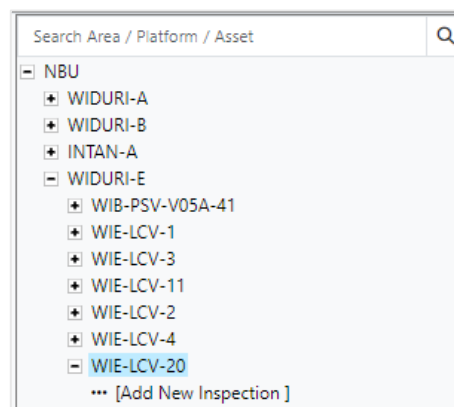 Search Area / Platform / Asset
NBU
WIDURI-A
WIDURI-B
INTAN-A
WIDURI-E
WIB-PSV-V05A-41
WIE-LCV-1
WIE-LCV-3
WIE-LCV-11
WIE-LCV-2
WIE-LCV-4
WIE-LCV-20
[Add New Inspection ]